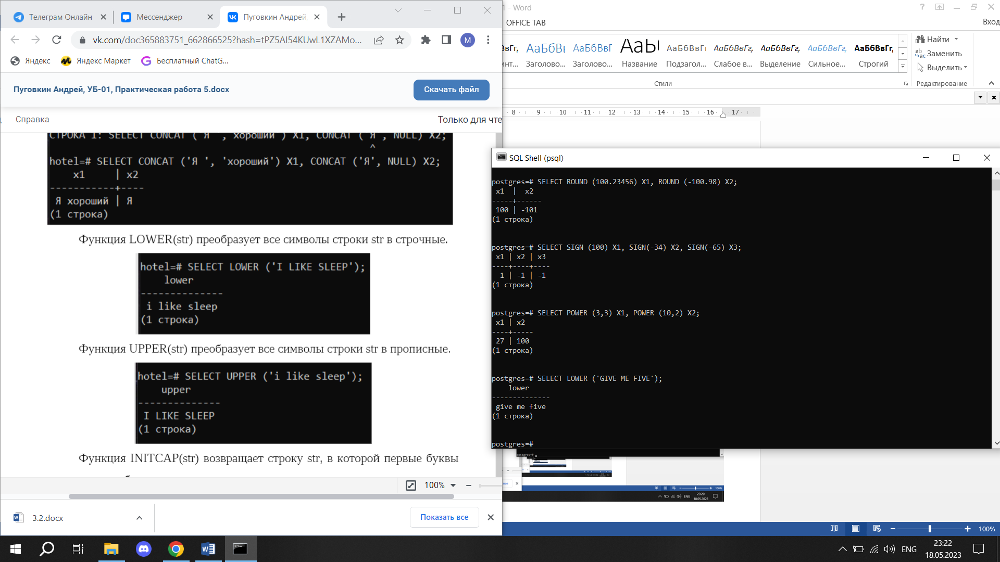 Телеграм Онлайн
Мессенджер
Пуговкин Андрей,
vk.com/doc365883751_662866525?hash=tPZ5AI54KUwL1XZAMo...
M
Яндекс
Яндекс Маркет
Бесплатный ChatG...
Пуговкин Андрей, УБ-01, Практическая работа 5.docx
Скачать файл
Справка
Только для чте
СТРОКА 1: SELECT CONCAT ('Я ', хороший') X1, CONCAT ('Я', NULL) X2;
^
hotel=# SELECT CONCAT ('Я ', 'хороший') X1, CONCAT ('Я', NULL) X2;
x1 | x2
-----------+----
Я хороший | Я
(1 строка)
Функция LOWER(str) преобразует все символы строки str в строчные.
hotel=# SELECT LOWER ('I LIKE SLEEP');
lower
--------------
i like sleep
(1 строка)
Функция UPPER(str) преобразует все символы строки str в прописные.
hotel=# SELECT UPPER ('i like sleep');
upper
--------------
I LIKE SLEEP
(1 строка)
Функция INITCAP(str) возвращает строку str, в которой первые буквы
100%
3.2.docx
Показать все
1 - Word
OFFICE TAB
Вход
АаБбВвГг,
АаБбВвГ
АаБбВвГг,
АаБбВвГг,
АаБбВвГг,
АаБбВвГг,
Заголово...
Заголово...
Название
Подзагол...
Слабое в...
Выделение
Сильное...
Строгий
Стили
Найти
Заменить
Выделить
Редактирование
8 9 10 11 12 13 14 15 16 17
SQL Shell (psql)
postgres=# SELECT ROUND (100.23456) X1, ROUND (-100.98) X2;
x1 | x2
-----+------
100 | -101
(1 строка)
postgres=# SELECT SIGN (100) X1, SIGN(-34) X2, SIGN(-65) X3;
x1 | x2 | x3
----+----+----
1 | -1 | -1
(1 строка)
postgres=# SELECT POWER (3,3) X1, POWER (10,2) X2;
x1 | x2
----+-----
27 | 100
(1 строка)
postgres=# SELECT LOWER ('GIVE ME FIVE');
lower
--------------
give me five
(1 строка)
postgres=#
postgres=#
100%
ENG
23:20
18.05.2023
100%
ENG
23:22
18.05.2023